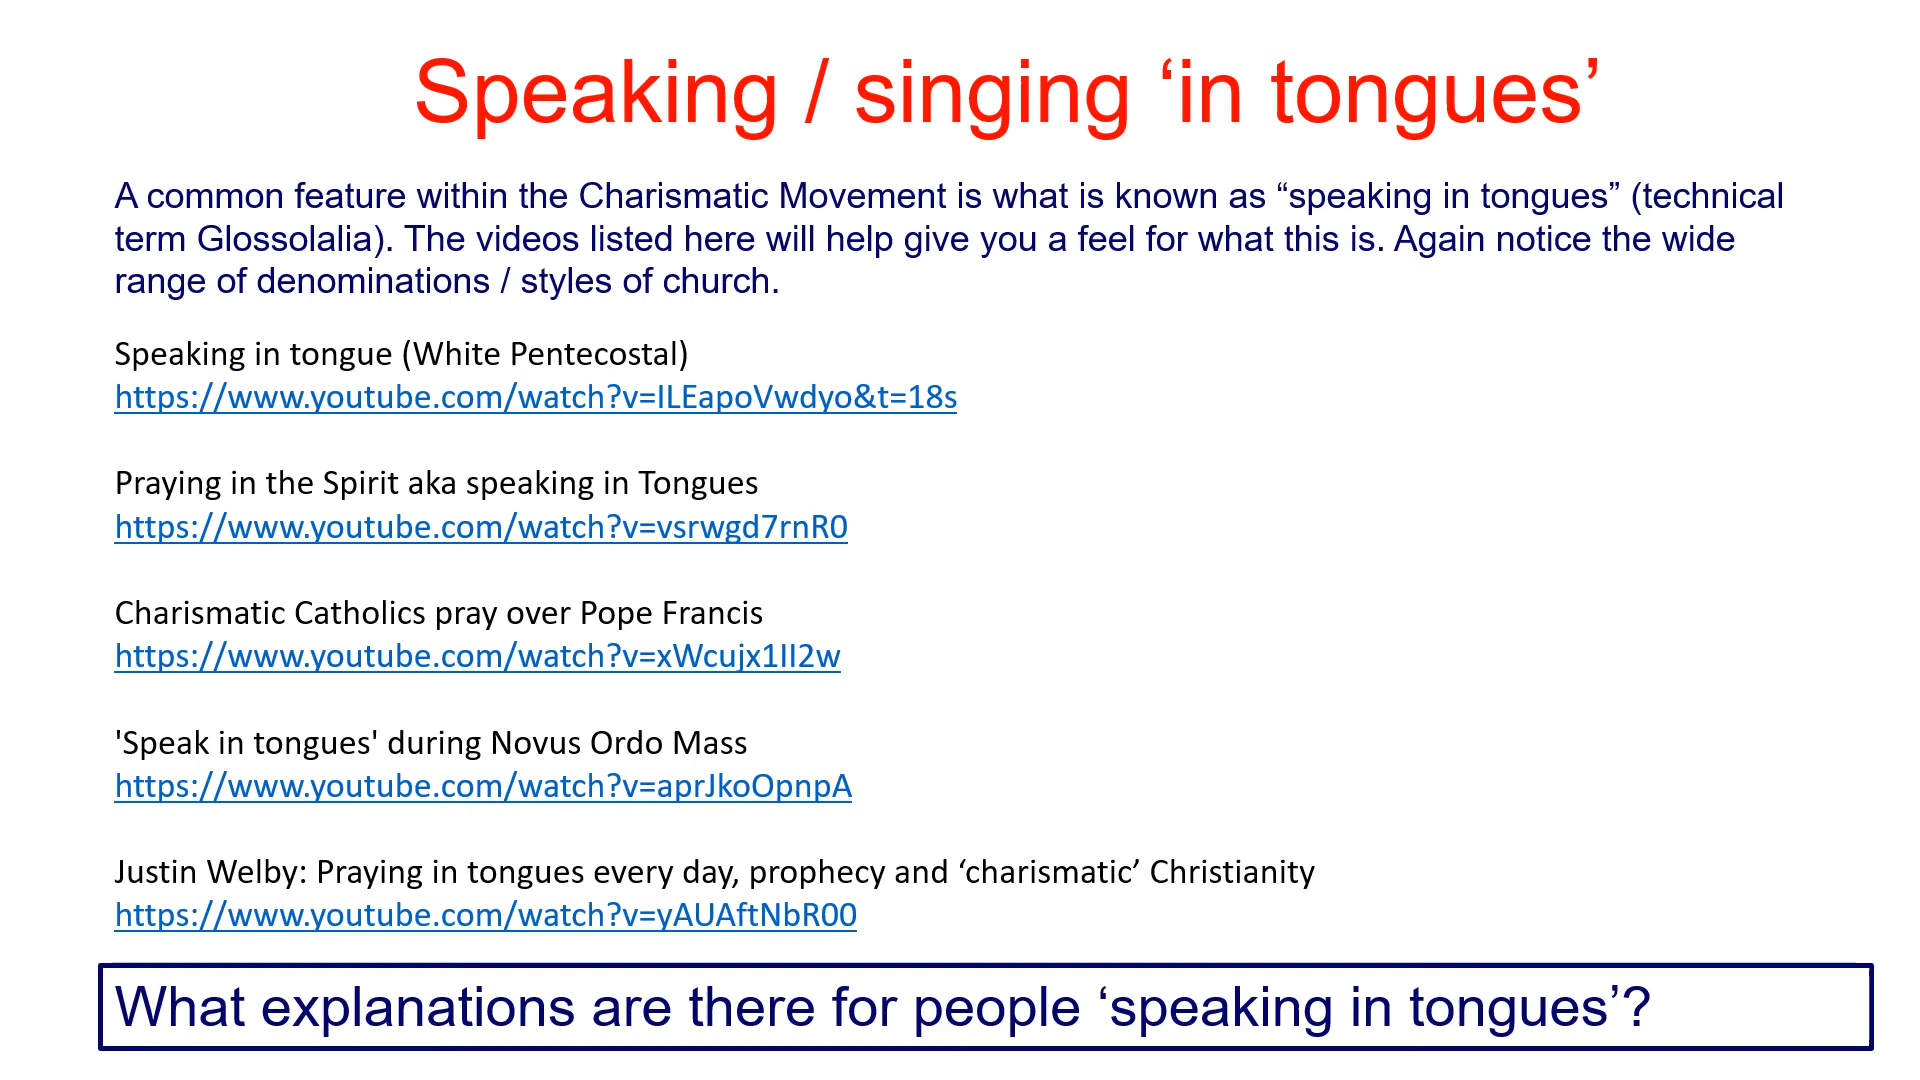 Speaking / singing ‘in tongues’
A common feature within the Charismatic Movement is what is known as “speaking in tongues” (technical
term Glossolalia). The videos listed here will help give you a feel for what this is. Again notice the wide
range of denominations / styles of church.
Speaking in tongue (White Pentecostal)
https://www.youtube.com/watch?v=ILEapoVwdyo&t=18s
Praying in the Spirit aka speaking in Tongues
https://www.youtube.com/watch?v=vsrwgd7rnR0
Charismatic Catholics pray over Pope Francis
https://www.youtube.com/watch?v=xWcujx1II2w
'Speak in tongues' during Novus Ordo Mass
https://www.youtube.com/watch?v=aprJkoOpnpA
Justin Welby: Praying in tongues every day, prophecy and ‘charismatic’ Christianity
https://www.youtube.com/watch?v=yAUAftNbR00
What explanations are there for people ‘speaking in tongues’?